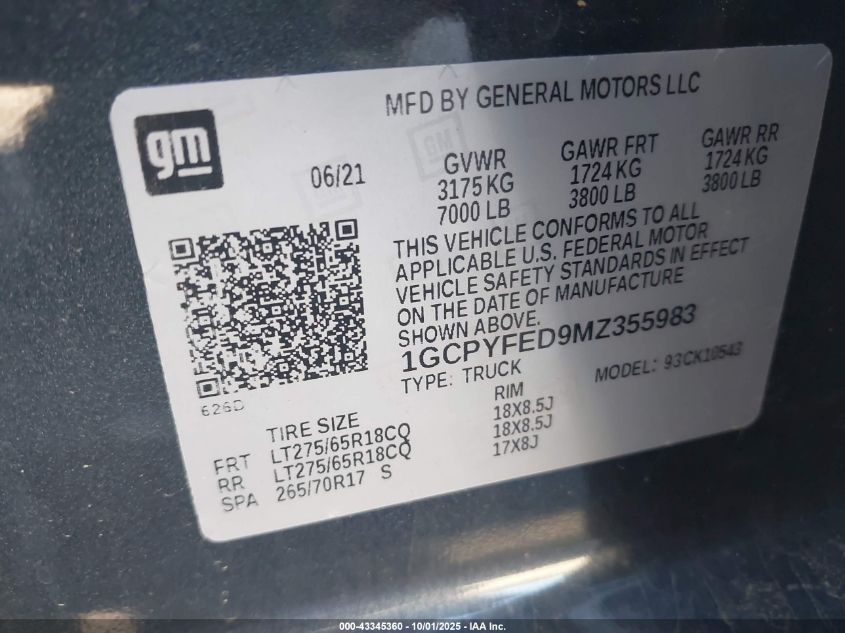 MFD BY GENERAL MOTORS LLC
gm
06/21
GVWR
3175 KG
7000 LB
GAWR FRT
1724 KG
3800 LB
GAWR RR
1724 KG
3800 LB
THIS VEHICLE CONFORMS TO ALL
APPLICABLE U.S. FEDERAL MOTOR
VEHICLE SAFETY STANDARDS IN EFFECT
ON THE DATE OF MANUFACTURE
SHOWN ABOVE.
1GCPYFED9MZ355983
TYPE: TRUCK
MODEL: 93CK10543
626D
TIRE SIZE RIM
FRT LT275/65R18CQ 18X8.5J
RR LT275/65R18CQ 18X8.5J
SPA 265/70R17 S 17X8J
000-43345360 - 10/01/2025 - IAA Inc.